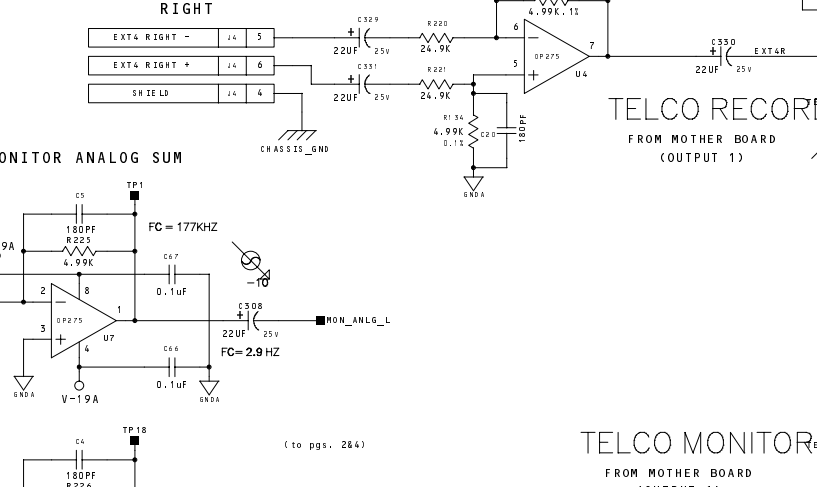 RIGHT
EXT4 RIGHT - J4 5
EXT4 RIGHT + J4 6
SHIELD J4 4
CHASSIS_GND
C329
+
22UF 25V
R220
24.9K
C331
+
22UF 25V
R221
24.9K
4.99K.1%
6
5
7
OP275
U4
R134
4.99K
0.1%
C20
180PF
GNDA
C330
+
22UF 25V
EXT4R
TELCO RECOR
FROM MOTHER BOARD
(OUTPUT 1)
ONITOR ANALOG SUM
TP1
C5
180PF
FC = 177KHZ
R225
4.99K
9A
C67
0.1uF
-10
2
3
8
1
4
OP275
U7
C308
+
22UF 25V
MON_ANLG_L
FC= 2.9 HZ
C66
0.1uF
GNDA
V-19A
GNDA
TP18
C4
180PF
R226
(to pgs. 2&4)
TELCO MONITOR
FROM MOTHER BOARD